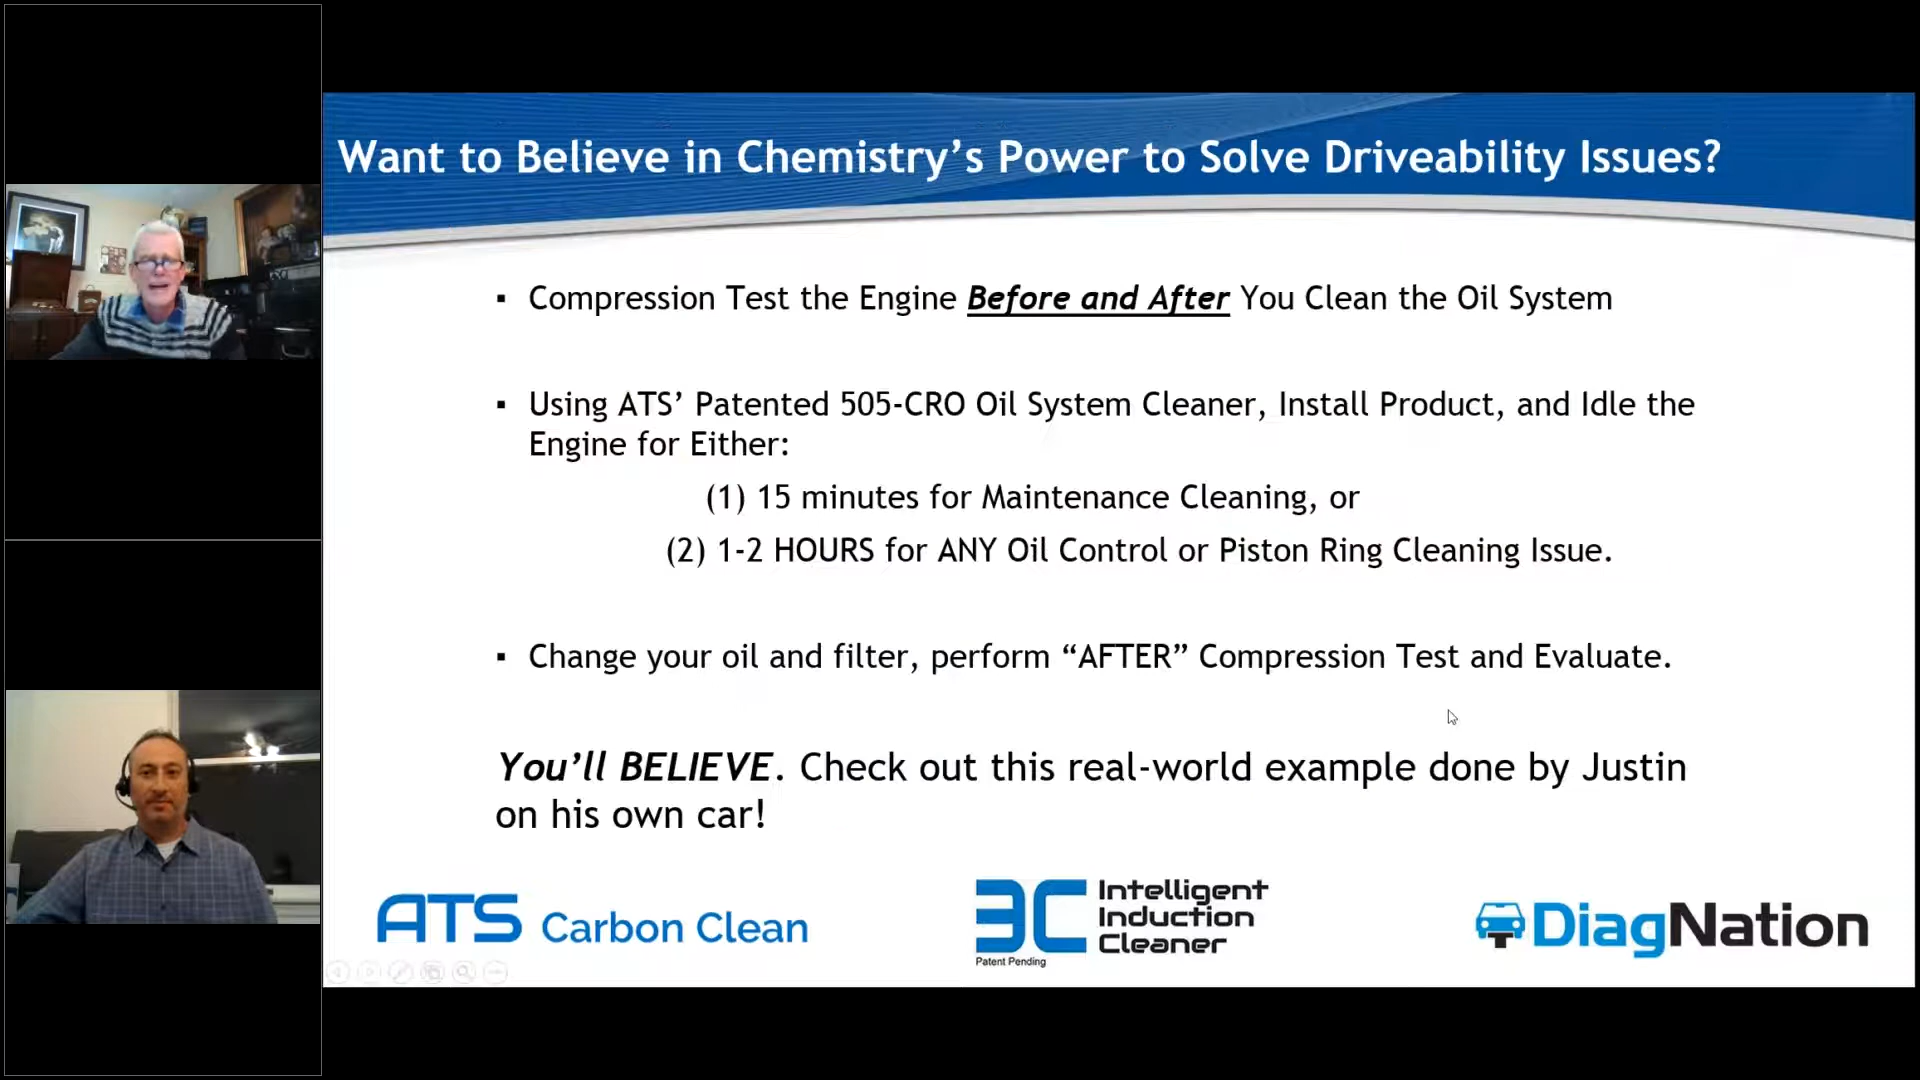 Want to Believe in Chemistry’s Power to Solve Driveability Issues?
▪ Compression Test the Engine Before and After You Clean the Oil System
▪ Using ATS’ Patented 505-CRO Oil System Cleaner, Install Product, and Idle the
Engine for Either:
(1) 15 minutes for Maintenance Cleaning, or
(2) 1-2 HOURS for ANY Oil Control or Piston Ring Cleaning Issue.
▪ Change your oil and filter, perform “AFTER” Compression Test and Evaluate.
You’ll BELIEVE. Check out this real-world example done by Justin
on his own car!
ATS Carbon Clean
3C Intelligent
Induction
Cleaner
Patent Pending
DiagNation